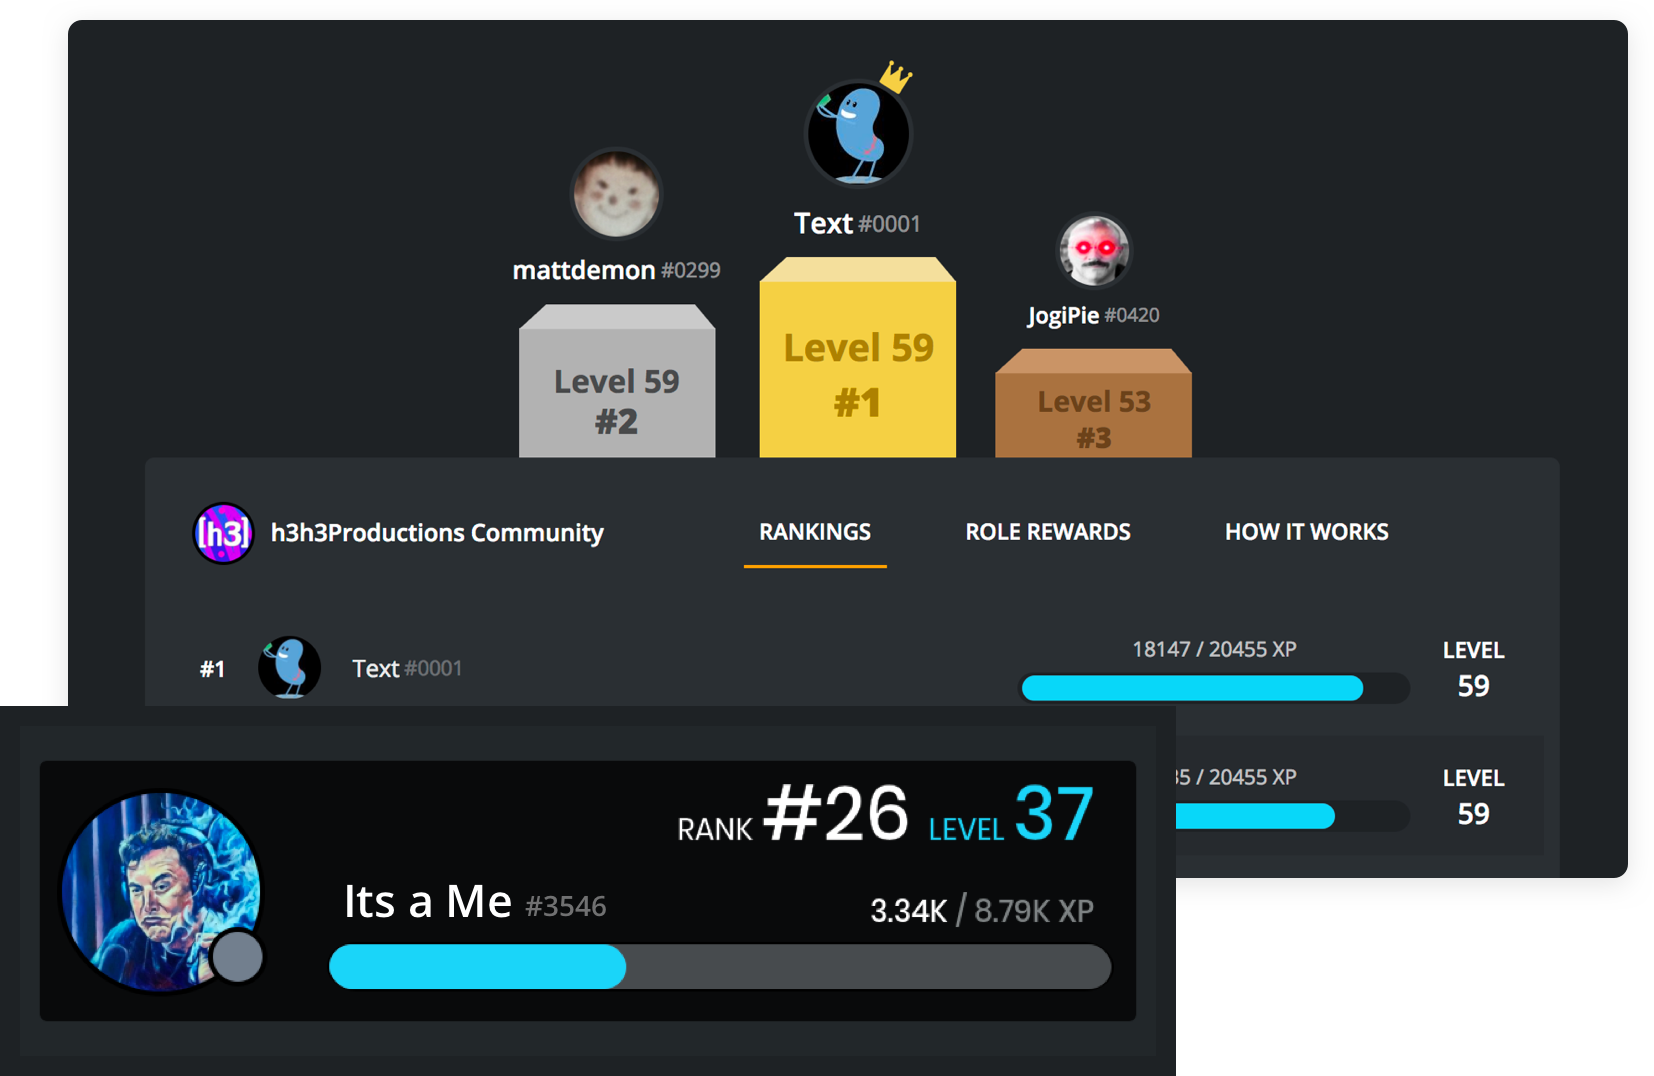 Text #0001
mattdemon #0299
JogiPie #0420
Level 59
#1
Level 59
#2
Level 53
#3
[h3]
h3h3Productions Community
RANKINGS
ROLE REWARDS
HOW IT WORKS
#1
Text #0001
18147 / 20455 XP
LEVEL
59
35 / 20455 XP
LEVEL
59
RANK #26 LEVEL 37
Its a Me #3546
3.34K / 8.79K XP